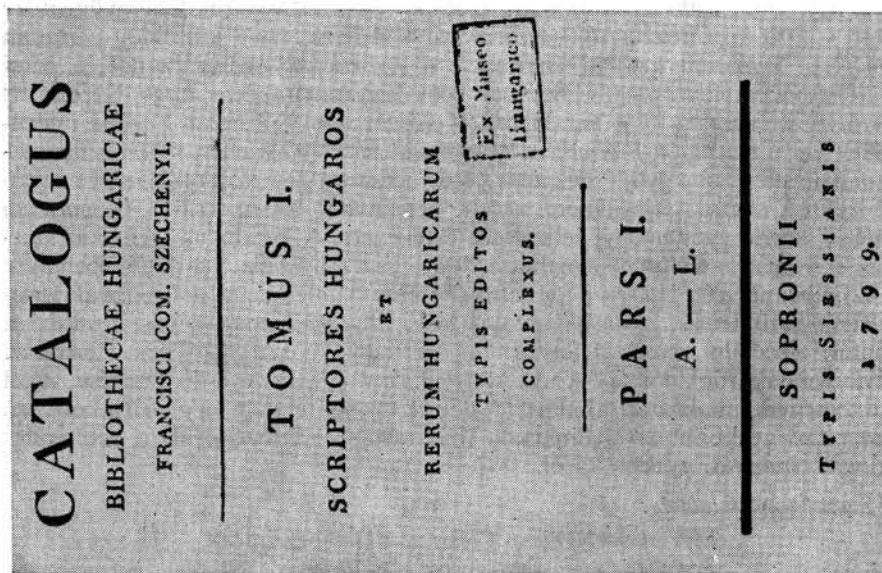 CATALOGUS
BIBLIOTHECAE HUNGARICAE
FRANCISCI COM. SZECHENYI.
TOMUS I.
SCRIPTORES HUNGAROS
ET
RERUM HUNGARICARUM
TYPIS EDITOS
COMPLEXUS.
Ex Museo
Hungarico
PARS I.
A. — L.
SOPRONII
TYPIS SIESSIANIS
1799.